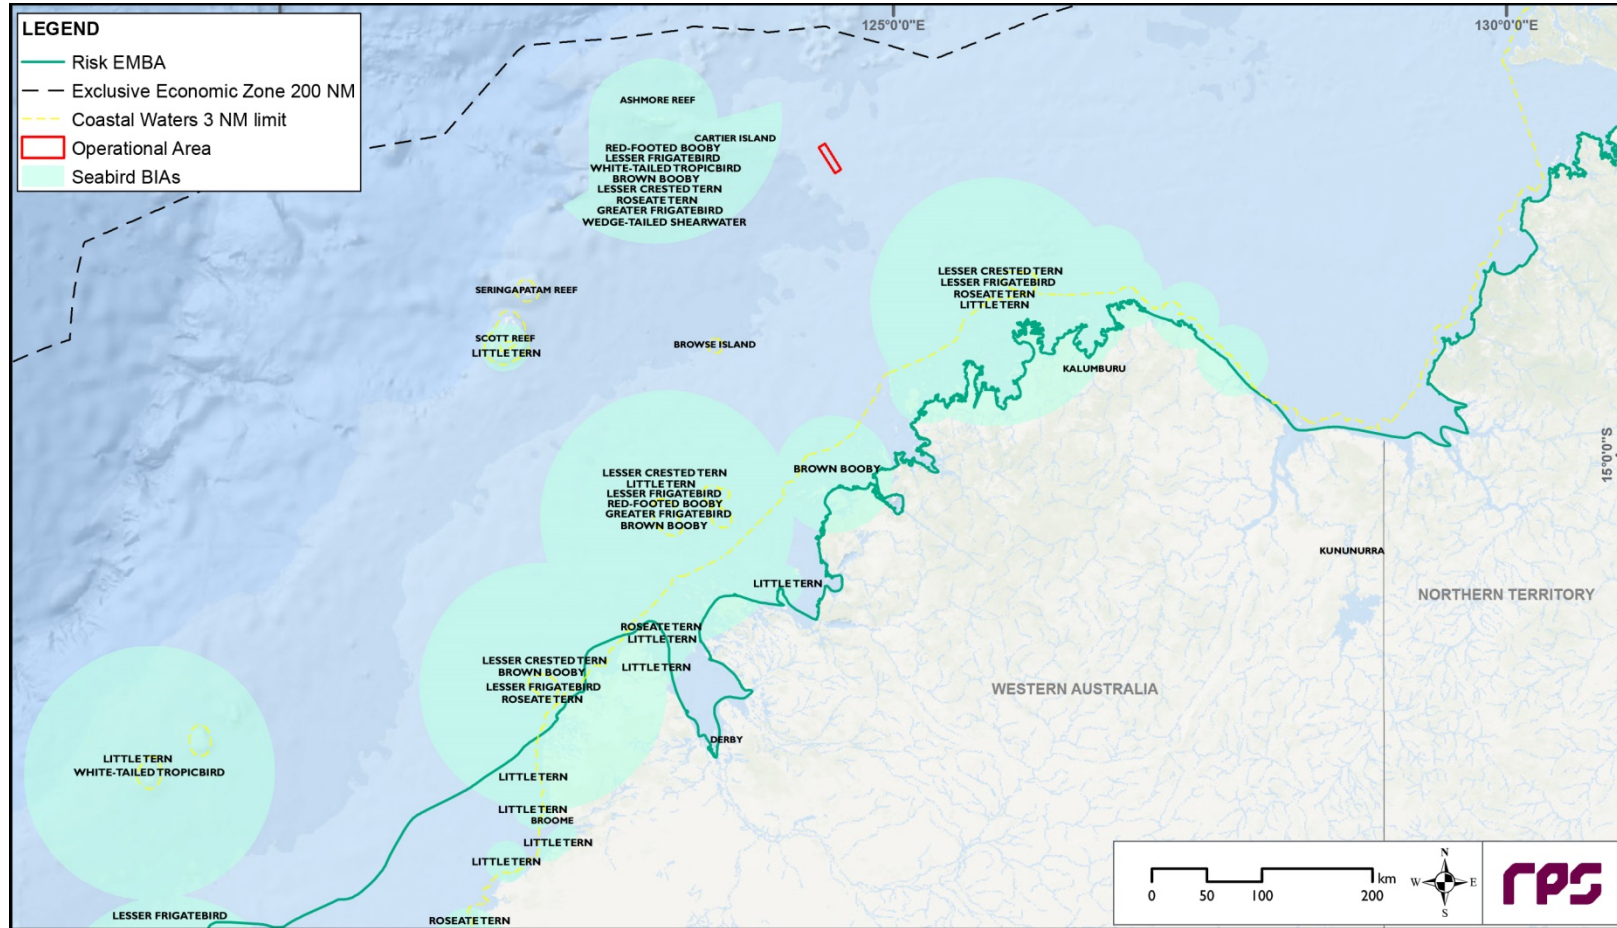 LEGEND
Risk EMBA
Exclusive Economic Zone 200 NM
Coastal Waters 3 NM limit
Operational Area
Seabird BIAs
125°0'0"E
130°0'0"E
ASHMORE REEF
CARTIER ISLAND
RED-FOOTED BOOBY
LESSER FRIGATEBIRD
WHITE-TAILED TROPICBIRD
BROWN BOOBY
LESSER CRESTED TERN
ROSEATE TERN
GREATER FRIGATEBIRD
WEDGE-TAILED SHEARWATER
SERINGAPATAM REEF
SCOTT REEF
LITTLE TERN
BROWSE ISLAND
LESSER CRESTED TERN
LESSER FRIGATEBIRD
ROSEATE TERN
LITTLE TERN
KALUMBURU
15°0'0"S
LESSER CRESTED TERN
LITTLE TERN
LESSER FRIGATEBIRD
RED-FOOTED BOOBY
GREATER FRIGATEBIRD
BROWN BOOBY
BROWN BOOBY
KUNUNURRA
LITTLE TERN
NORTHERN TERRITORY
ROSEATE TERN
LITTLE TERN
LITTLE TERN
LESSER CRESTED TERN
BROWN BOOBY
LESSER FRIGATEBIRD
ROSEATE TERN
WESTERN AUSTRALIA
DERBY
LITTLE TERN
WHITE-TAILED TROPICBIRD
LITTLE TERN
LITTLE TERN
BROOME
LITTLE TERN
LITTLE TERN
LESSER FRIGATEBIRD
ROSEATE TERN
0 50 100 200 km
N
W E
S
rps